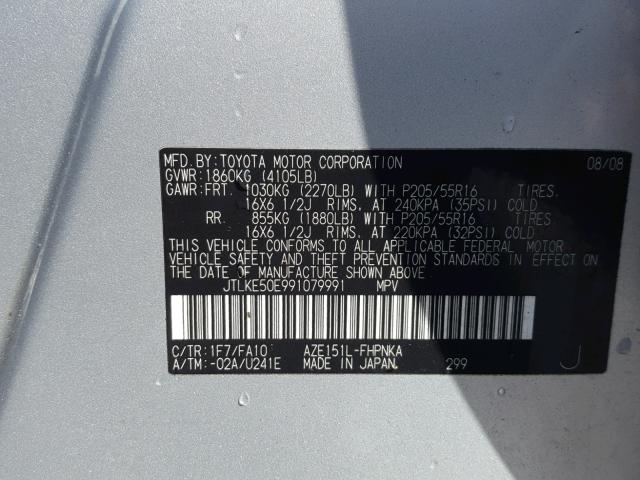 MFD. BY: TOYOTA MOTOR CORPORATION 08/08
GVWR: 1860KG (4105LB)
GAWR: FRT. 1030KG (2270LB) WITH P205/55R16 TIRES,
16X6 1/2J RIMS, AT 240KPA (35PSI) COLD
RR. 855KG (1880LB) WITH P205/55R16 TIRES,
16X6 1/2J RIMS, AT 220KPA (32PSI) COLD
THIS VEHICLE CONFORMS TO ALL APPLICABLE FEDERAL MOTOR
VEHICLE SAFETY AND THEFT PREVENTION STANDARDS IN EFFECT ON
THE DATE OF MANUFACTURE SHOWN ABOVE.
JTLKE50E991079991 MPV
C/TR: 1F7/FA10 AZE151L-FHPNKA
A/TM: -02A/U241E MADE IN JAPAN. 299 J